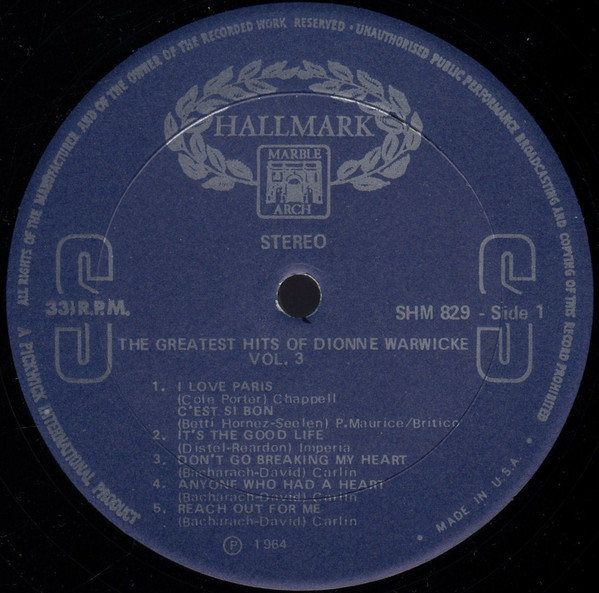 ALL RIGHTS OF THE MANUFACTURER AND OF THE OWNER OF THE RECORDED WORK RESERVED • UNAUTHORISED PUBLIC PERFORMANCE BROADCASTING AND COPYING OF THIS RECORD PROHIBITED
HALLMARK
MARBLE
ARCH
STEREO
33⅓R.P.M.
SHM 829 - Side 1
THE GREATEST HITS OF DIONNE WARWICKE
VOL. 3
1. I LOVE PARIS
(Cole Porter) Chappell
C'EST SI BON
(Betti Hornez-Seelen) P.Maurice/Britico
2. IT'S THE GOOD LIFE
(Distel-Reardon) Imperia
3. DON'T GO BREAKING MY HEART
(Bacharach-David) Carlin
4. ANYONE WHO HAD A HEART
(Bacharach-David) Carlin
5. REACH OUT FOR ME
(Bacharach-David) Carlin
Ⓟ 1964
A PICKWICK INTERNATIONAL PRODUCT
• MADE IN U.S.A. •